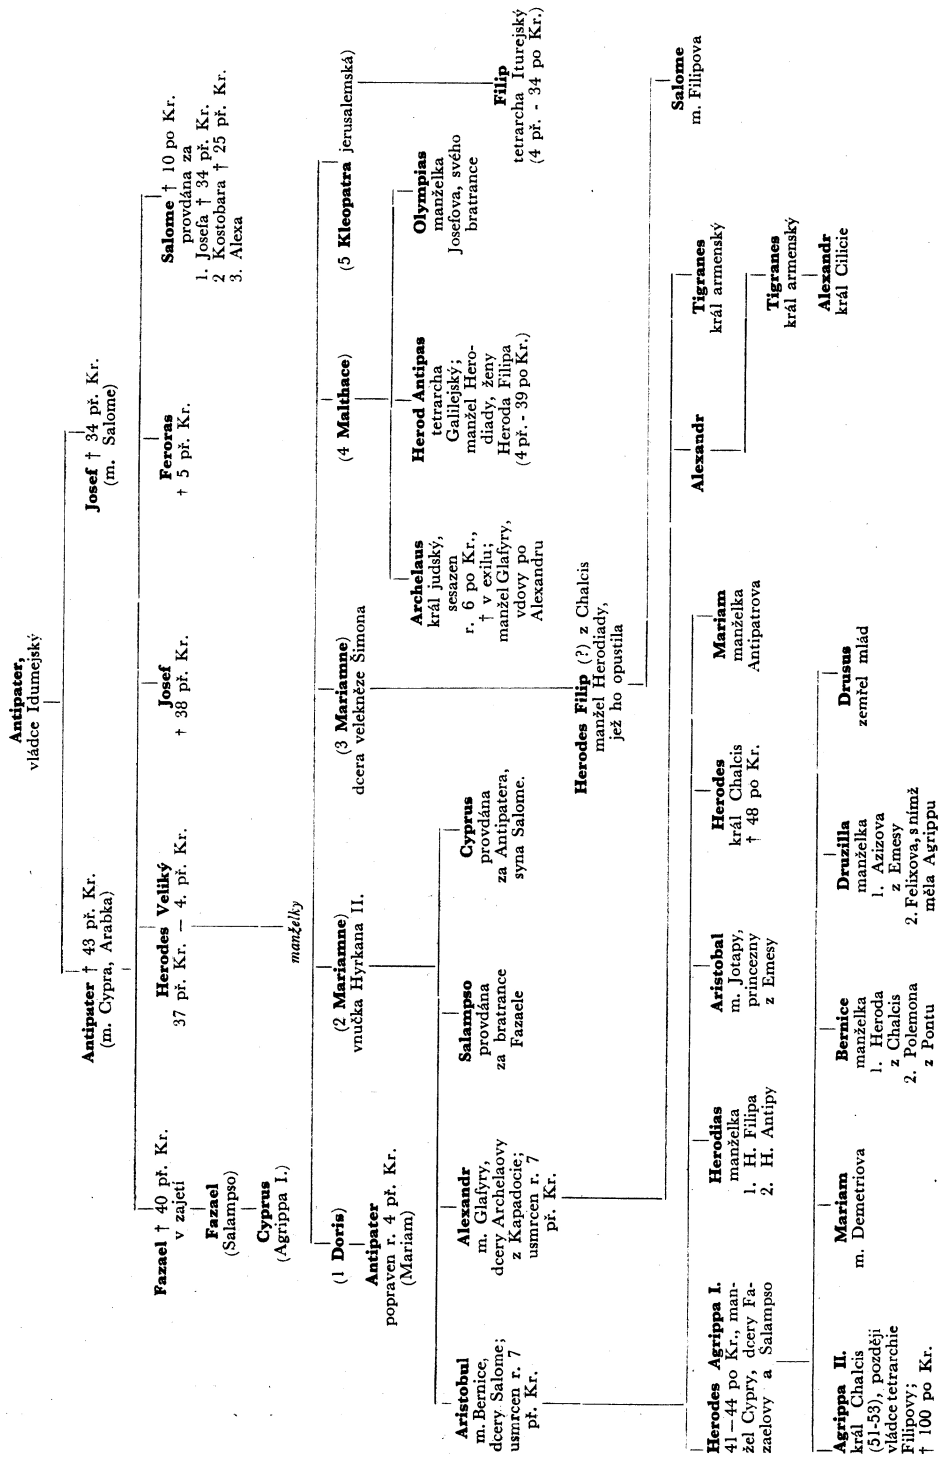 Antipater,
vládce Idumejský
Antipater † 43 př. Kr.
(m. Cypra, Arabka)
Josef † 34 př. Kr.
(m. Salome)
Fazael † 40 př. Kr.
v zajetí
Fazael
(Salampso)
Cyprus
(Agrippa I.)
Herodes Veliký
37 př. Kr. — 4. př. Kr.
Josef
† 38 př. Kr.
Feroras
† 5 př. Kr.
Salome † 10 po Kr.
provdána za
1. Josefa † 34 př. Kr.
2 Kostobara † 25 př. Kr.
3. Alexa
manželky
(1 Doris)
Antipater
popraven r. 4 př. Kr.
(Mariam)
(2 Mariamne)
vnučka Hyrkana II.
(3 Mariamne)
dcera velekněze Šimona
(4 Malthace)
(5 Kleopatra jerusalemská)
Aristobul
m. Bernice,
dcery Salome;
usmrcen r. 7
př. Kr.
Alexandr
m. Glafyry,
dcery Archelaovy
z Kapadocie;
usmrcen r. 7
př. Kr.
Salampso
provdána
za bratrance
Fazaele
Cyprus
provdána
za Antipatera,
syna Salome.
Archelaus
král judský,
sesazen
r. 6 po Kr.,
† v exilu;
manžel Glafyry,
vdovy po
Alexandru
Herod Antipas
tetrarcha
Galilejský;
manžel Hero-
diady, ženy
Heroda Filipa
(4 př. - 39 po Kr.)
Olympias
manželka
Josefova, svého
bratrance
Filip
tetrarcha Iturejský
(4 př. - 34 po Kr.)
Herodes Filip (?) z Chalcis
manžel Herodiady,
jež ho opustila
Salome
m. Filipova
Herodes Agrippa I.
41—44 po Kr., man-
žel Cypry, dcery Fa-
zaelovy a Salampso
Herodias
manželka
1. H. Filipa
2. H. Antipy
Aristobal
m. Jotapy,
princezny
z Emesy
Herodes
král Chalcis
† 48 po Kr.
Mariam
manželka
Antipatrova
Alexandr
Tigranes
král armenský
Tigranes
král armenský
Alexandr
král Cilicie
Agrippa II.
král Chalcis
(51-53), později
vládce tetrarchie
Filipovy;
† 100 po Kr.
Mariam
m. Demetriova
Bernice
manželka
1. Heroda
z Chalcis
2. Polemona
z Pontu
Druzilla
manželka
1. Azizova
z Emesy
2. Felixova, s nímž
měla Agrippu
Drusus
zemřel mlád